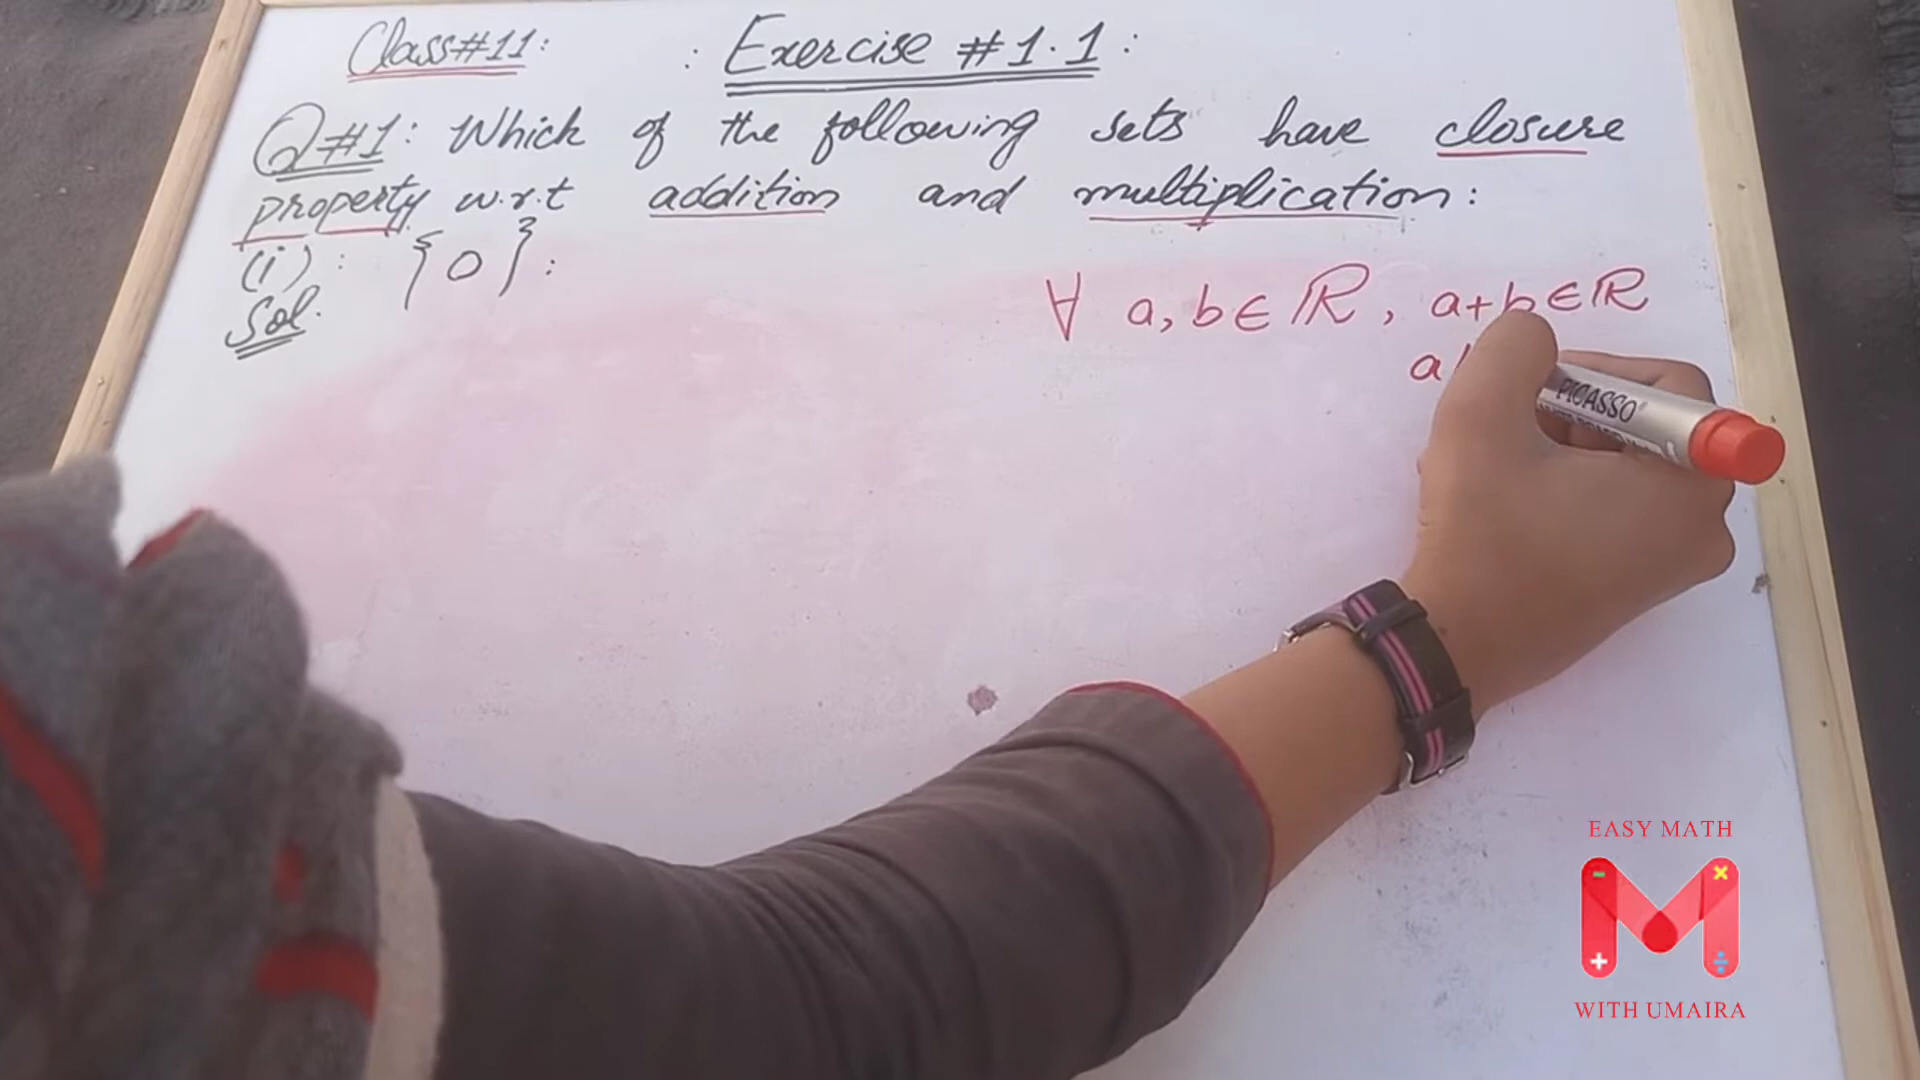 Class#11: : Exercise #1.1:
Q#1: Which of the following sets have closure
property w.r.t addition and multiplication:
(i): {0}:
Sol.
∀ a,b∈ℝ, a+b∈ℝ
a
PICASSO
EASY MATH
WITH UMAIRA